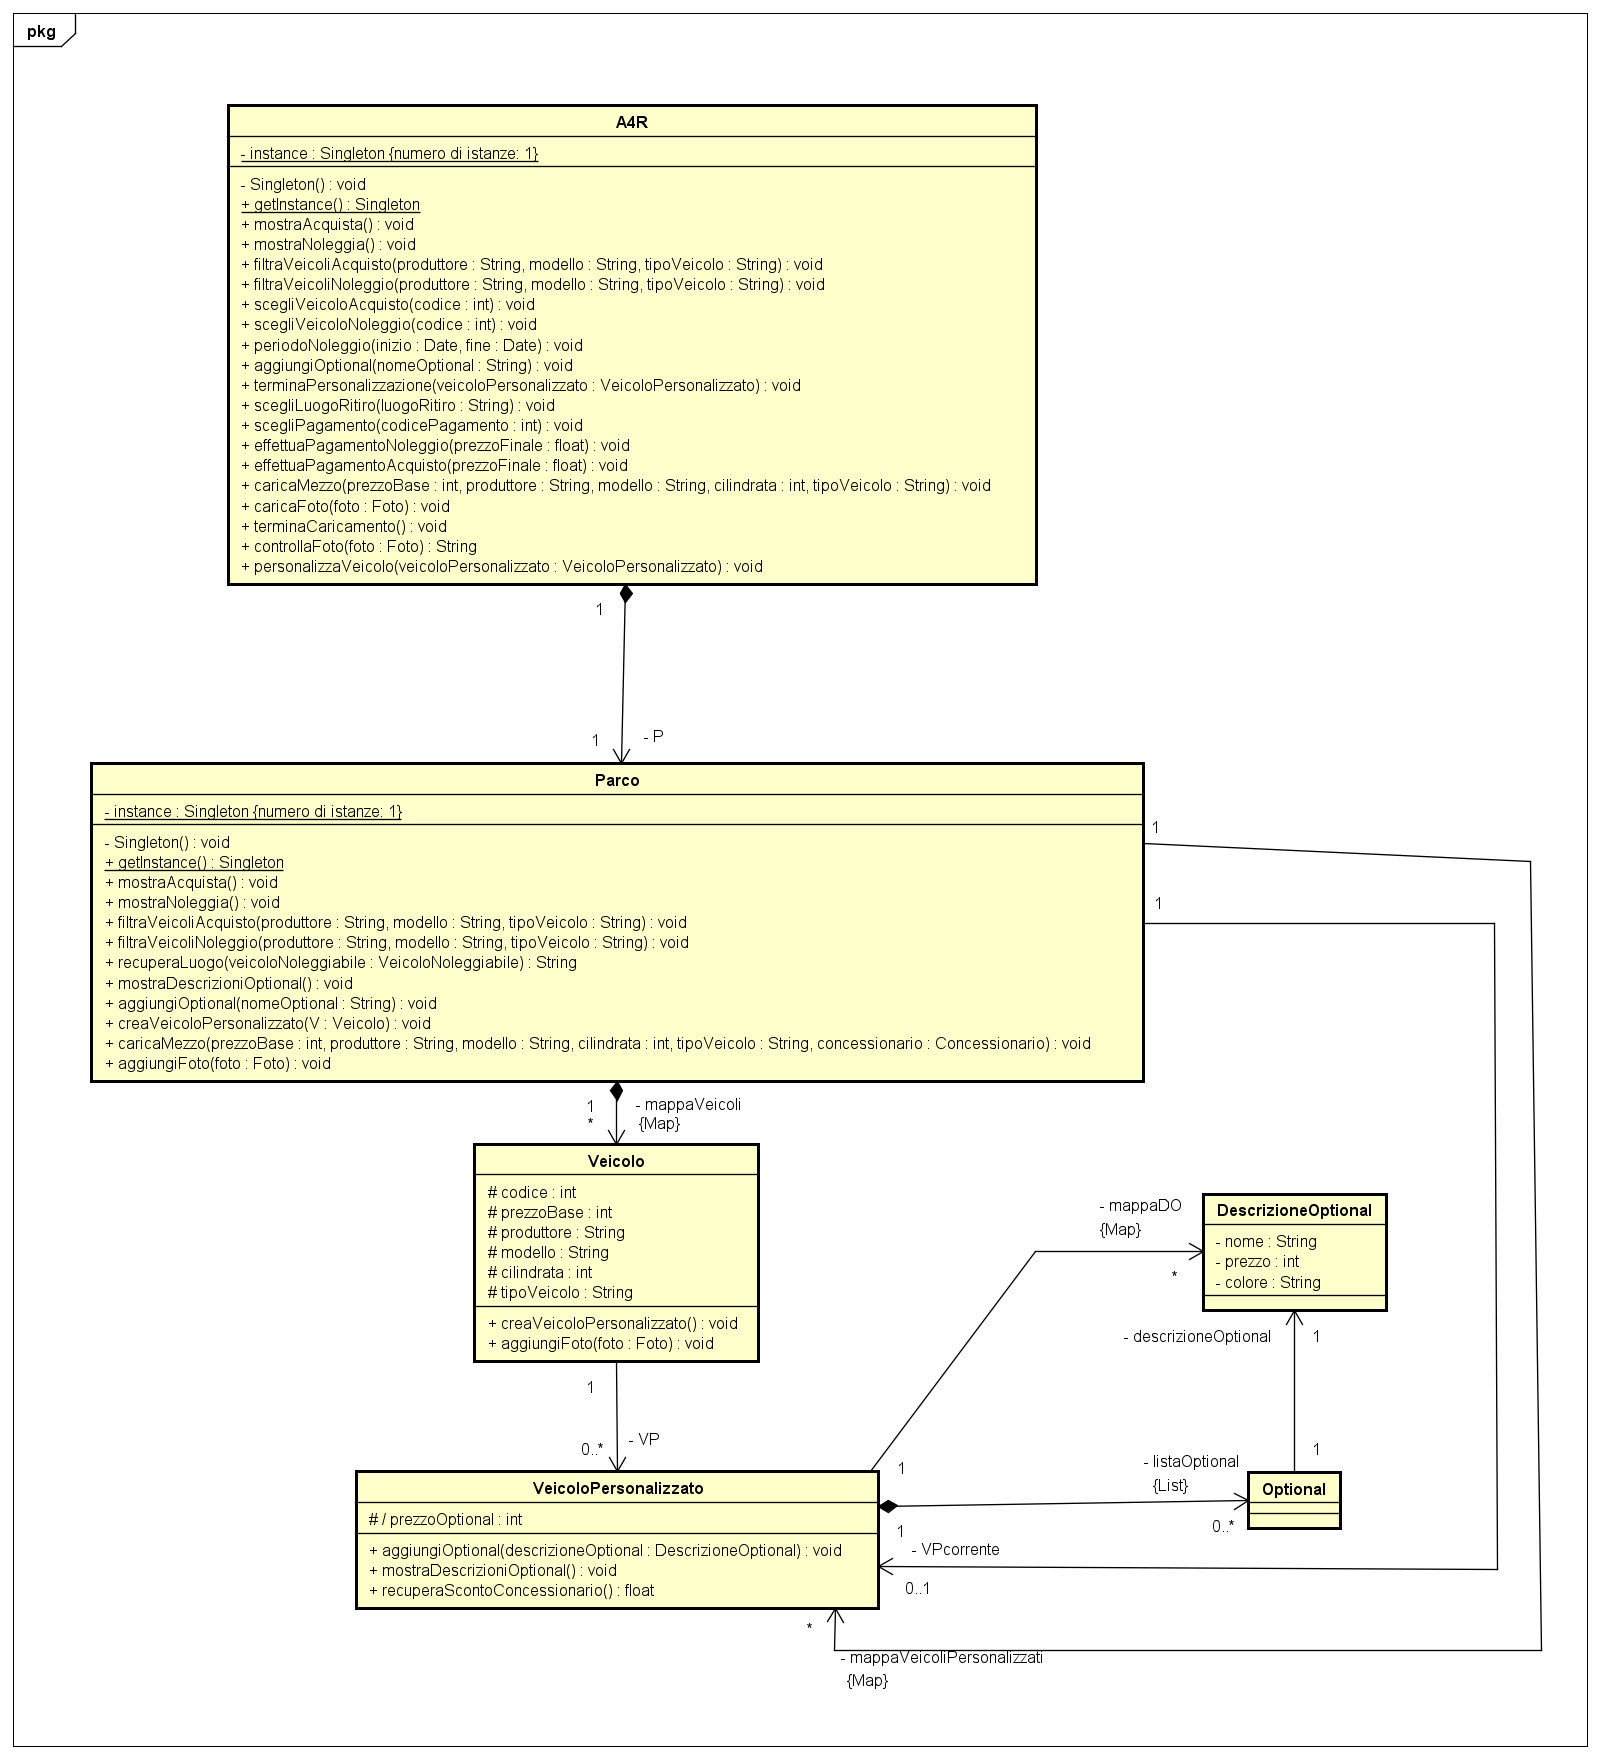 pkg
A4R
- instance : Singleton {numero di istanze: 1}
- Singleton() : void
+ getInstance() : Singleton
+ mostraAcquista() : void
+ mostraNoleggia() : void
+ filtraVeicoliAcquisto(produttore : String, modello : String, tipoVeicolo : String) : void
+ filtraVeicoliNoleggio(produttore : String, modello : String, tipoVeicolo : String) : void
+ scegliVeicoloAcquisto(codice : int) : void
+ scegliVeicoloNoleggio(codice : int) : void
+ periodoNoleggio(inizio : Date, fine : Date) : void
+ aggiungiOptional(nomeOptional : String) : void
+ terminaPersonalizzazione(veicoloPersonalizzato : VeicoloPersonalizzato) : void
+ scegliLuogoRitiro(luogoRitiro : String) : void
+ scegliPagamento(codicePagamento : int) : void
+ effettuaPagamentoNoleggio(prezzoFinale : float) : void
+ effettuaPagamentoAcquisto(prezzoFinale : float) : void
+ caricaMezzo(prezzoBase : int, produttore : String, modello : String, cilindrata : int, tipoVeicolo : String) : void
+ caricaFoto(foto : Foto) : void
+ terminaCaricamento() : void
+ controllaFoto(foto : Foto) : String
+ personalizzaVeicolo(veicoloPersonalizzato : VeicoloPersonalizzato) : void
1
1
- P
Parco
- instance : Singleton {numero di istanze: 1}
- Singleton() : void
+ getInstance() : Singleton
+ mostraAcquista() : void
+ mostraNoleggia() : void
+ filtraVeicoliAcquisto(produttore : String, modello : String, tipoVeicolo : String) : void
+ filtraVeicoliNoleggio(produttore : String, modello : String, tipoVeicolo : String) : void
+ recuperaLuogo(veicoloNoleggiabile : VeicoloNoleggiabile) : String
+ mostraDescrizioniOptional() : void
+ aggiungiOptional(nomeOptional : String) : void
+ creaVeicoloPersonalizzato(V : Veicolo) : void
+ caricaMezzo(prezzoBase : int, produttore : String, modello : String, cilindrata : int, tipoVeicolo : String, concessionario : Concessionario) : void
+ aggiungiFoto(foto : Foto) : void
1
1
1
- mappaVeicoli
*
{Map}
Veicolo
# codice : int
# prezzoBase : int
# produttore : String
# modello : String
# cilindrata : int
# tipoVeicolo : String
+ creaVeicoloPersonalizzato() : void
+ aggiungiFoto(foto : Foto) : void
- mappaDO
{Map}
*
DescrizioneOptional
- nome : String
- prezzo : int
- colore : String
- descrizioneOptional
1
1
0..*
- VP
1
- listaOptional
{List}
0..*
1
Optional
VeicoloPersonalizzato
# / prezzoOptional : int
+ aggiungiOptional(descrizioneOptional : DescrizioneOptional) : void
+ mostraDescrizioniOptional() : void
+ recuperaScontoConcessionario() : float
1
- VPcorrente
0..1
*
- mappaVeicoliPersonalizzati
{Map}